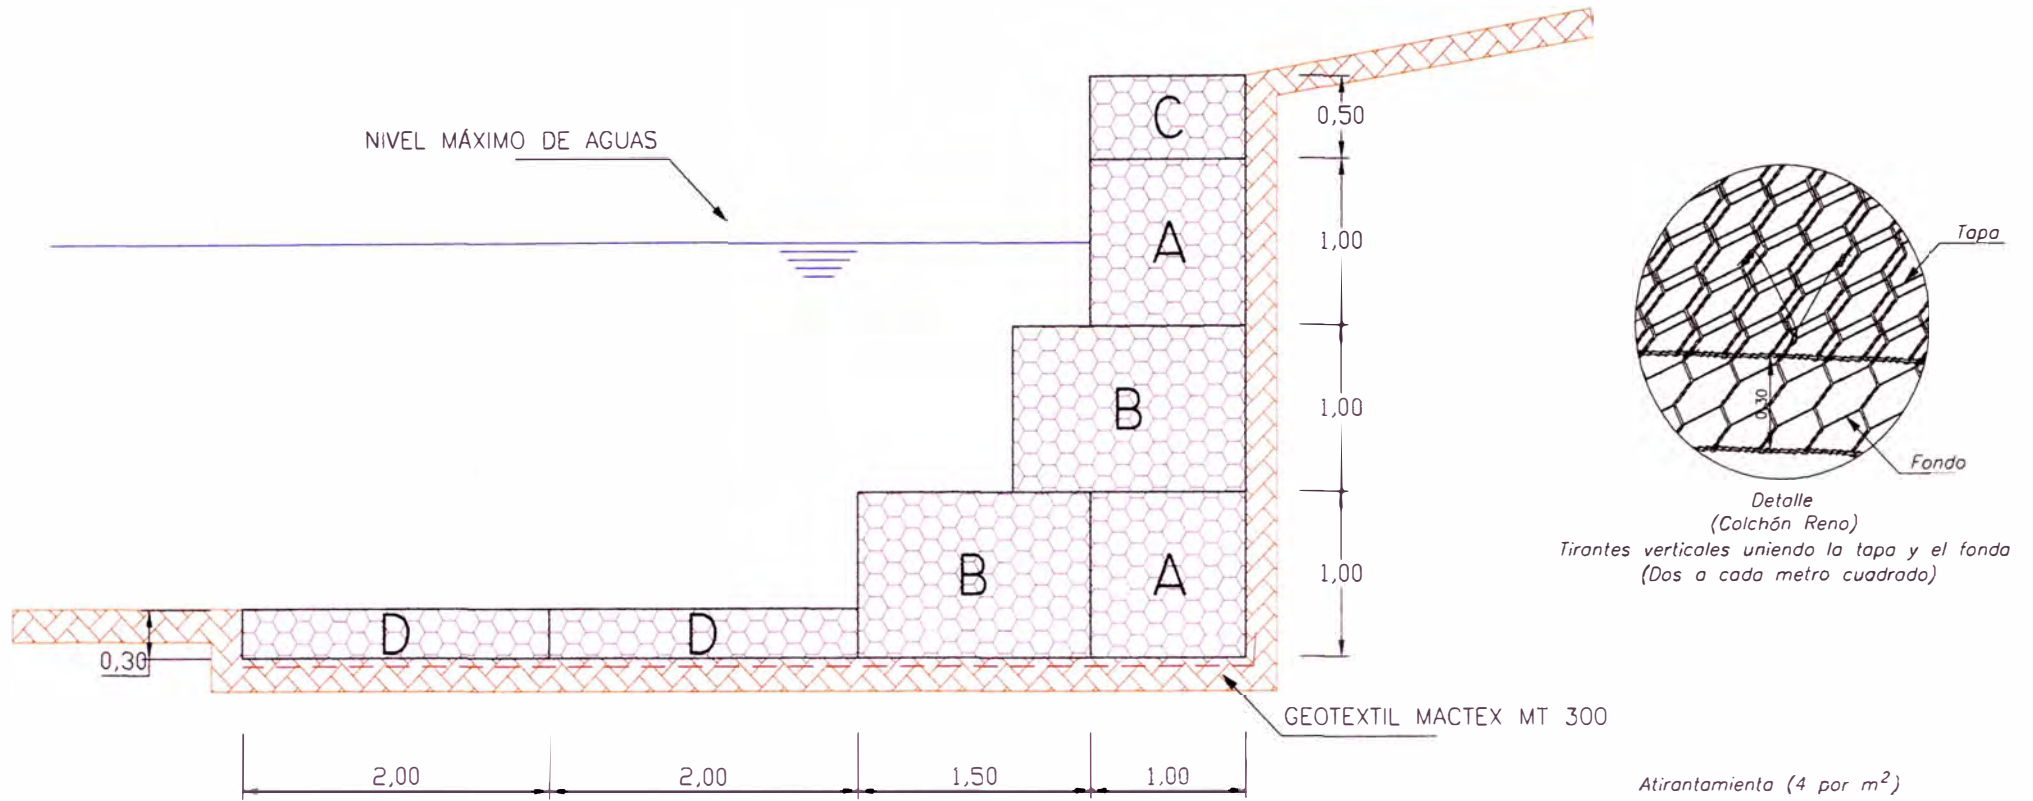 C
0,50
NIVEL MÁXIMO DE AGUAS
A
1,00
Tapa
B
1,00
0,30
Fondo
Detalle
(Colchón Reno)
Tirantes verticales uniendo la tapa y el fonda
(Dos a cada metro cuadrado)
B
A
1,00
D
D
0,30
GEOTEXTIL MACTEX MT 300
2,00
2,00
1,50
1.00
Atirantamienta (4 por m²)